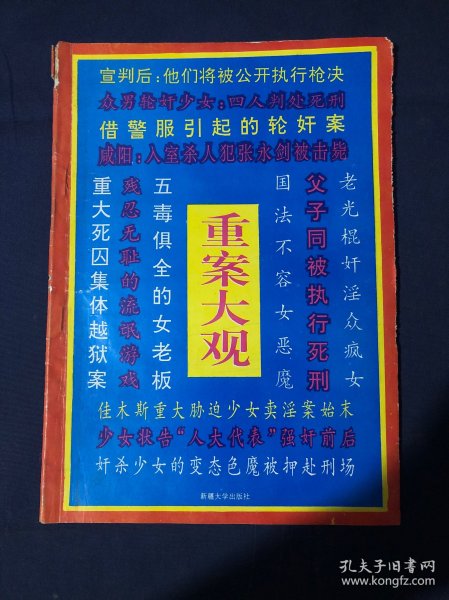 宣判后:他们将被公开执行枪决
众男轮奸少女:四人判处死刑
借警服引起的轮奸案
咸阳:入室杀人犯张永剑被击毙
重大死囚集体越狱案
残忍无耻的流氓游戏
五毒俱全的女老板
重案大观
国法不容女恶魔
父子同被执行死刑
老光棍奸淫众疯女
佳木斯重大胁迫少女卖淫案始末
少女状告“人大代表”强奸前后
奸杀少女的变态色魔被押赴刑场
新疆大学出版社
孔夫子旧书网
www.kongfz.com